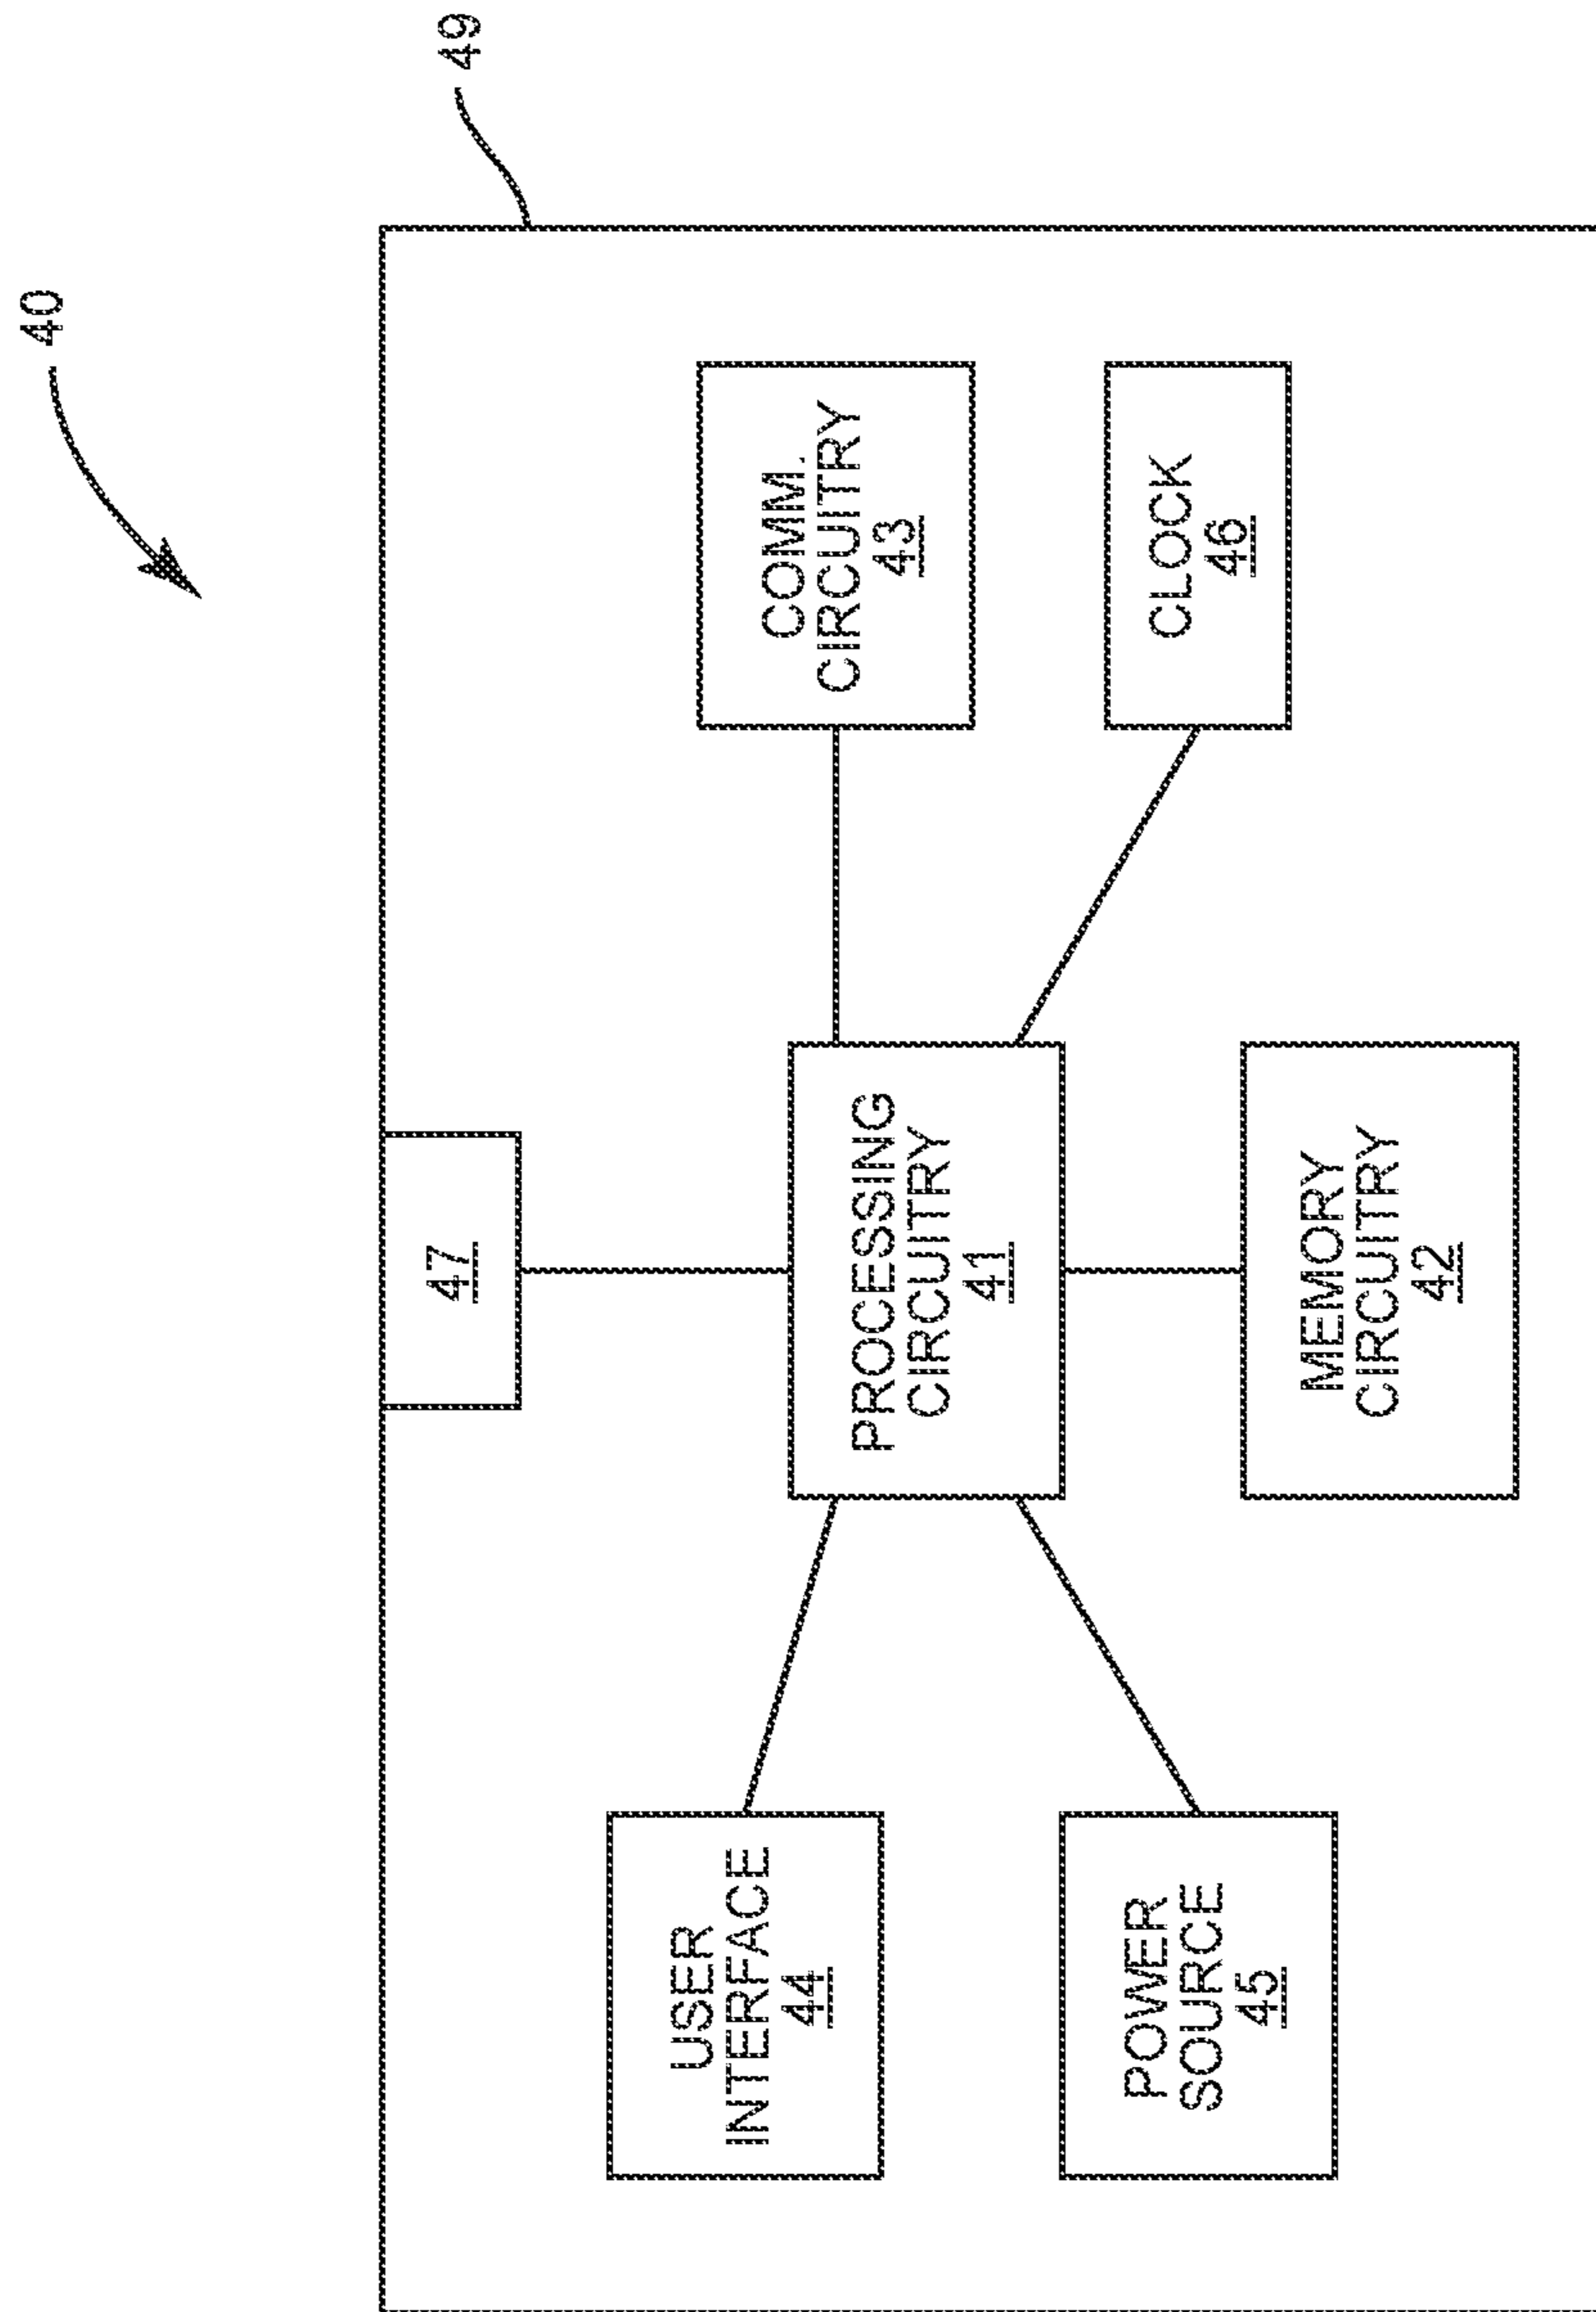 40
49
47
USER
INTERFACE
44
PROCESSING
CIRCUITRY
41
COMM.
CIRCUITRY
43
POWER
SOURCE
45
CLOCK
46
MEMORY
CIRCUITRY
42